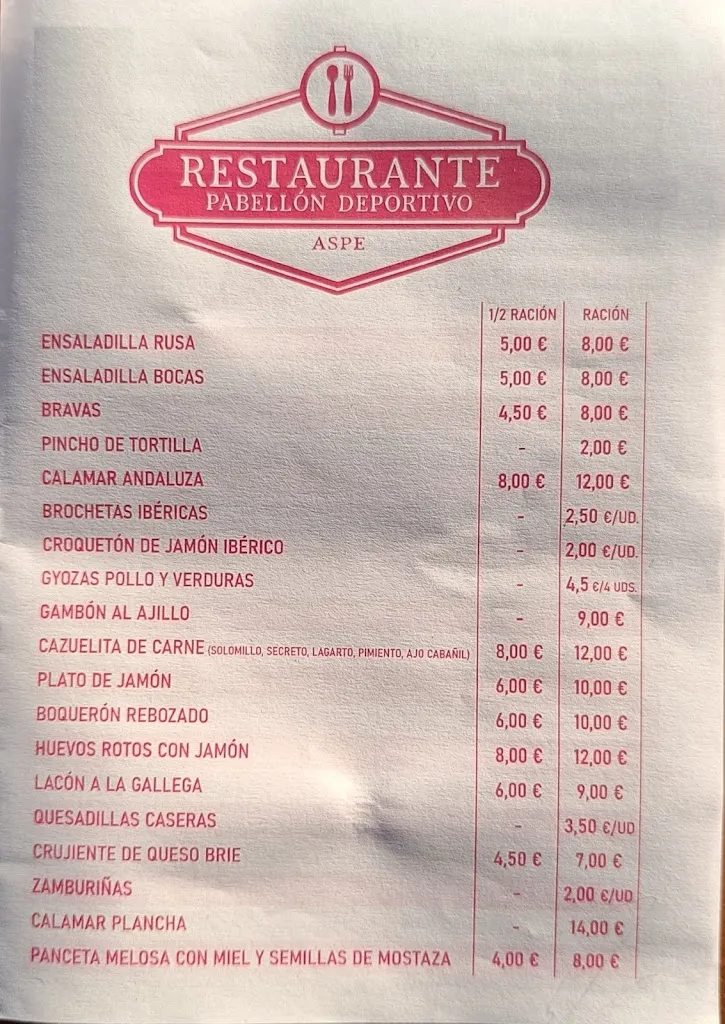 RESTAURANTE
PABELLÓN DEPORTIVO
ASPE
1/2 RACIÓN RACIÓN
ENSALADILLA RUSA 5,00 € 8,00 €
ENSALADILLA BOCAS 5,00 € 8,00 €
BRAVAS 4,50 € 8,00 €
PINCHO DE TORTILLA - 2,00 €
CALAMAR ANDALUZA 8,00 € 12,00 €
BROCHETAS IBÉRICAS - 2,50 €/UD.
CROQUETÓN DE JAMÓN IBÉRICO - 2,00 €/UD.
GYOZAS POLLO Y VERDURAS - 4,5 €/4 UDS.
GAMBÓN AL AJILLO - 9,00 €
CAZUELITA DE CARNE (SOLOMILLO, SECRETO, LAGARTO, PIMIENTO, AJO CABAÑIL) 8,00 € 12,00 €
PLATO DE JAMÓN 6,00 € 10,00 €
BOQUERÓN REBOZADO 6,00 € 10,00 €
HUEVOS ROTOS CON JAMÓN 8,00 € 12,00 €
LACÓN A LA GALLEGA 6,00 € 9,00 €
QUESADILLAS CASERAS - 3,50 €/UD
CRUJIENTE DE QUESO BRIE 4,50 € 7,00 €
ZAMBURIÑAS - 2,00 €/UD
CALAMAR PLANCHA - 14,00 €
PANCETA MELOSA CON MIEL Y SEMILLAS DE MOSTAZA 4,00 € 8,00 €